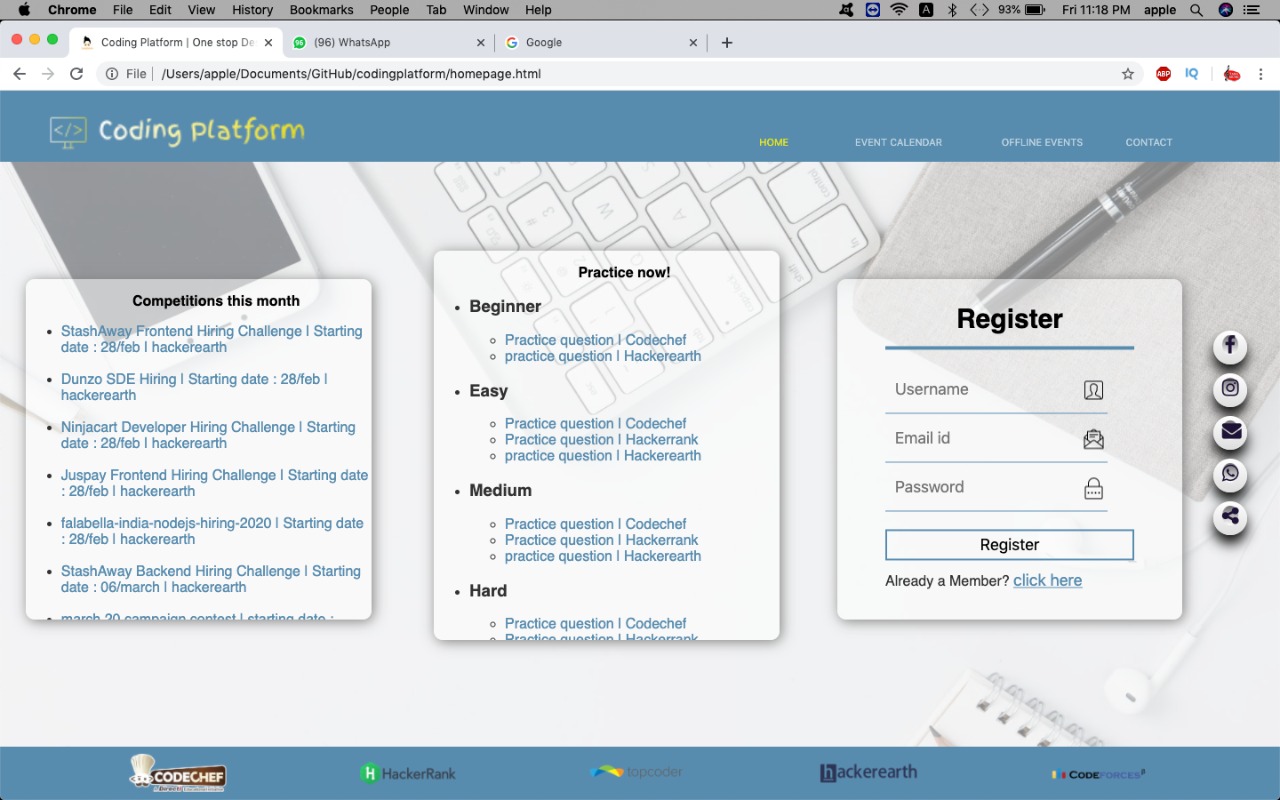 Chrome File Edit View History Bookmarks People Tab Window Help
93% Fri 11:18 PM apple
Coding Platform | One stop De
(96) WhatsApp
Google
File | /Users/apple/Documents/GitHub/codingplatform/homepage.html
ABP
IQ
</> Coding Platform
HOME
EVENT CALENDAR
OFFLINE EVENTS
CONTACT
Competitions this month
StashAway Frontend Hiring Challenge | Starting
date : 28/feb | hackerearth
Dunzo SDE Hiring | Starting date : 28/feb |
hackerearth
Ninjacart Developer Hiring Challenge | Starting
date : 28/feb | hackerearth
Juspay Frontend Hiring Challenge | Starting date
: 28/feb | hackerearth
falabella-india-nodejs-hiring-2020 | Starting date
: 28/feb | hackerearth
StashAway Backend Hiring Challenge | Starting
date : 06/march | hackerearth
march 20 campaign contest | starting date :
Practice now!
Beginner
Practice question | Codechef
practice question | Hackerearth
Easy
Practice question | Codechef
Practice question | Hackerrank
practice question | Hackerearth
Medium
Practice question | Codechef
Practice question | Hackerrank
practice question | Hackerearth
Hard
Practice question | Codechef
Practice question | Hackerrank
Register
Username
Email id
Password
Register
Already a Member? click here
CODECHEF
HackerRank
topcoder
hackerearth
CODEFORCES β